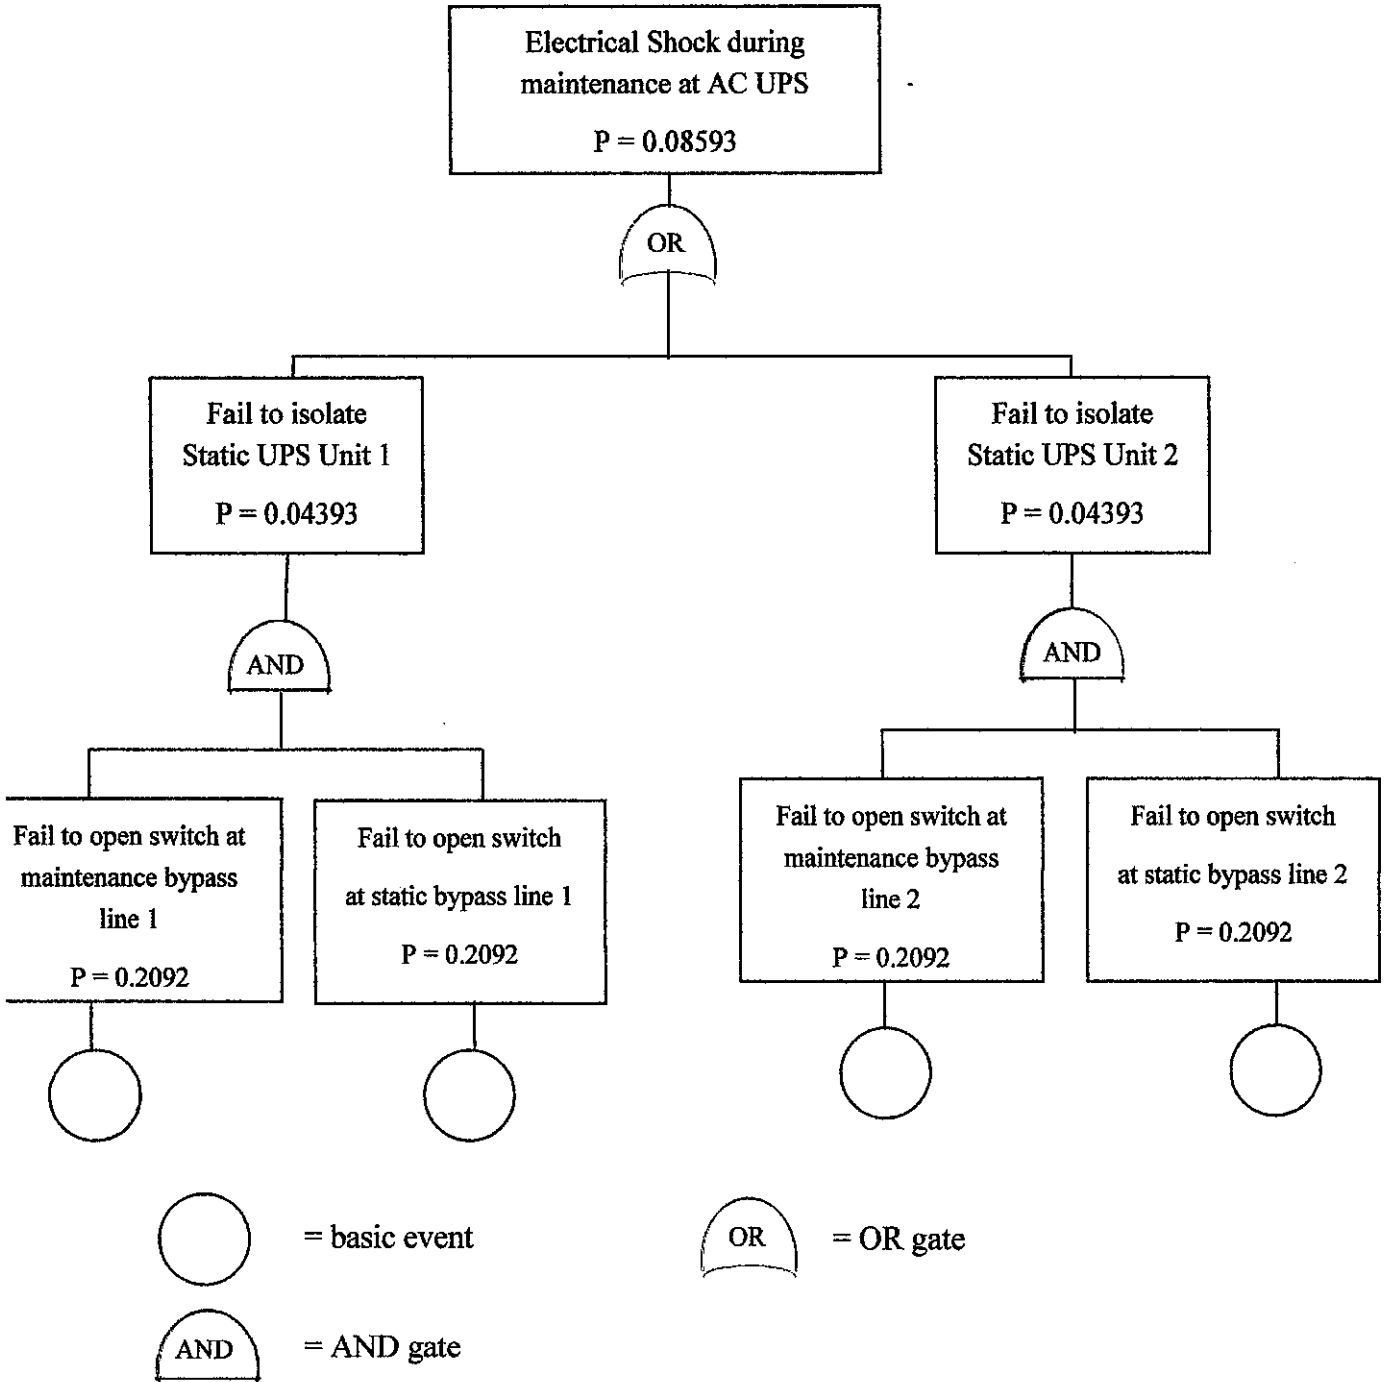 Electrical Shock during
maintenance at AC UPS
P = 0.08593
OR
Fail to isolate
Static UPS Unit 1
P = 0.04393
Fail to isolate
Static UPS Unit 2
P = 0.04393
AND
AND
Fail to open switch at
maintenance bypass
line 1
P = 0.2092
Fail to open switch
at static bypass line 1
P = 0.2092
Fail to open switch at
maintenance bypass
line 2
P = 0.2092
Fail to open switch
at static bypass line 2
P = 0.2092
= basic event
OR
= OR gate
AND
= AND gate